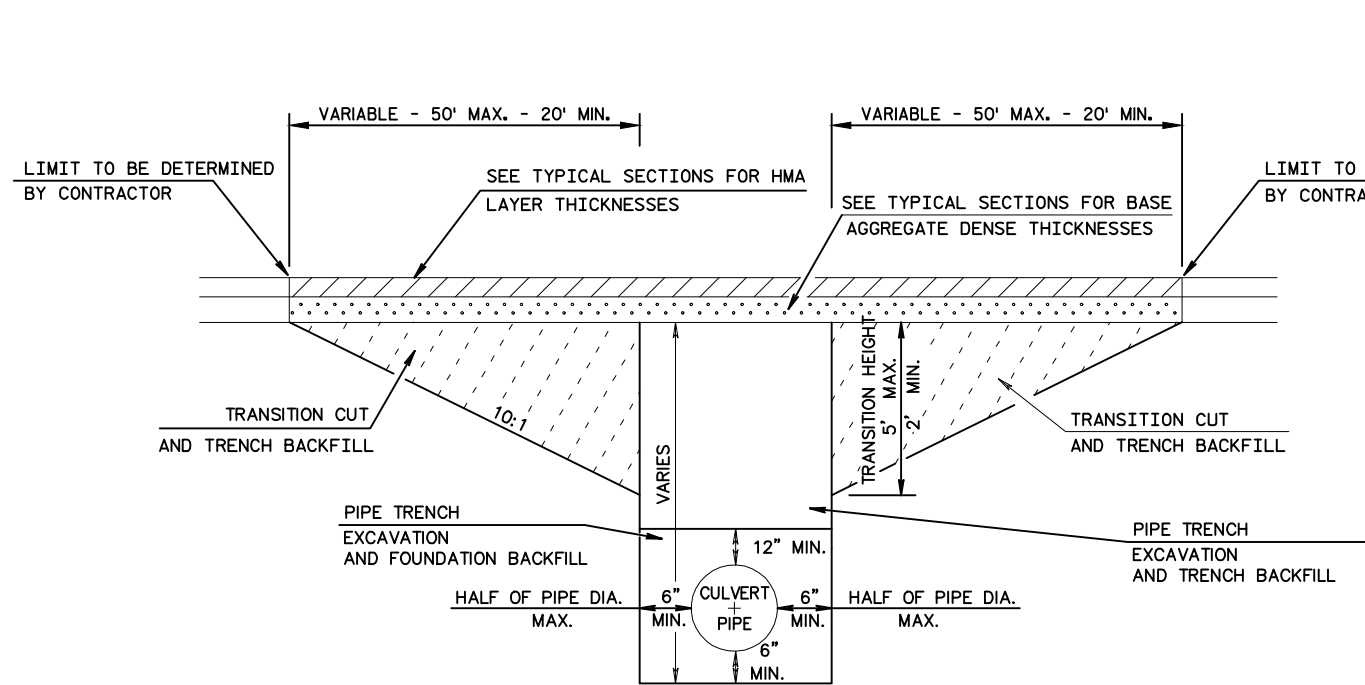 VARIABLE - 50' MAX. - 20' MIN.
VARIABLE - 50' MAX. - 20' MIN.
LIMIT TO BE DETERMINED
BY CONTRACTOR
SEE TYPICAL SECTIONS FOR HMA
LAYER THICKNESSES
SEE TYPICAL SECTIONS FOR BASE
AGGREGATE DENSE THICKNESSES
LIMIT TO
BY CONTRA
TRANSITION CUT
AND TRENCH BACKFILL
10:1
VARIES
TRANSITION HEIGHT
5' MAX.
2' MIN.
TRANSITION CUT
AND TRENCH BACKFILL
PIPE TRENCH
EXCAVATION
AND FOUNDATION BACKFILL
PIPE TRENCH
EXCAVATION
AND TRENCH BACKFILL
12" MIN.
HALF OF PIPE DIA.
MAX.
6"
MIN.
CULVERT
PIPE
6"
MIN.
HALF OF PIPE DIA.
MAX.
6"
MIN.